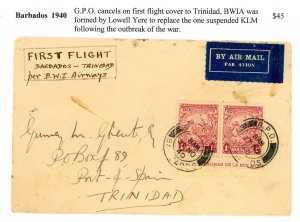 Barbados 1940
G.P.O. cancels on first flight cover to Trinidad, BWIA was
formed by Lowell Yero to replace the one suspended KLM
following the outbreak of the war.
$45
FIRST FLIGHT
BARBADOS - TRINIDAD
per B.W.I Airways
BY AIR MAIL
PAR AVION
G.P.O.
P.O Box 89
Port of Spain
TRINIDAD